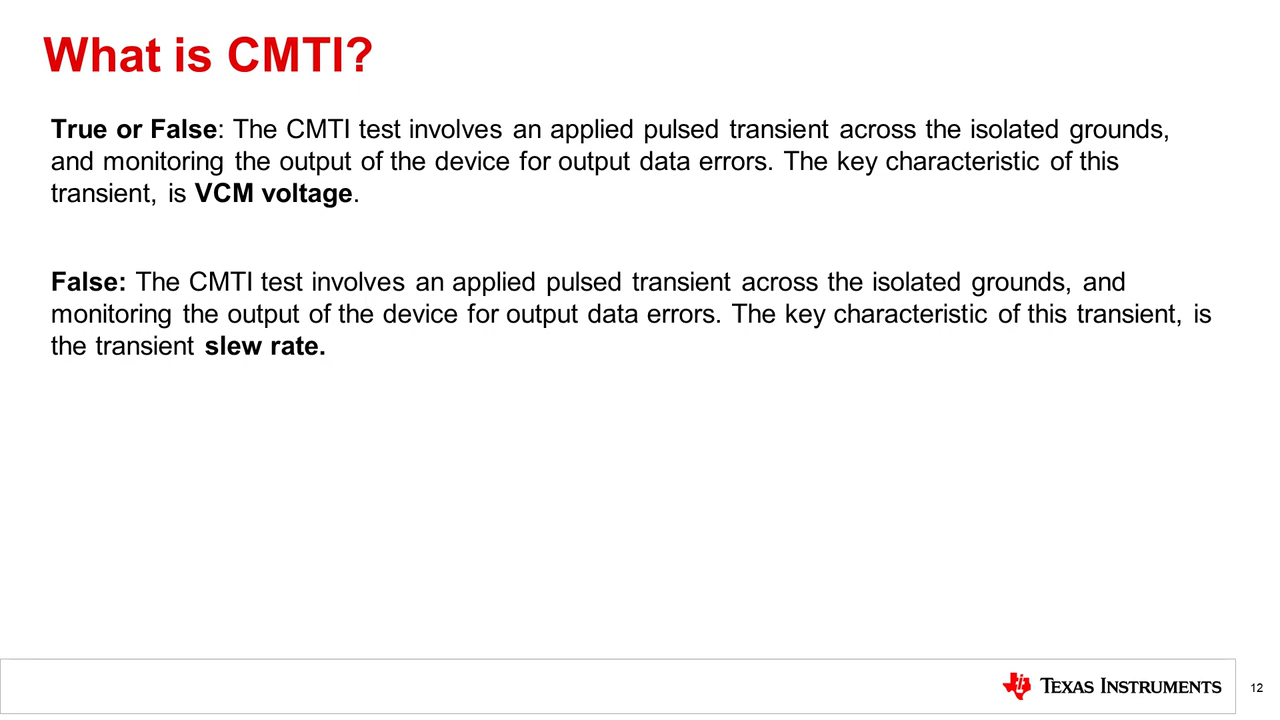 What is CMTI?
True or False: The CMTI test involves an applied pulsed transient across the isolated grounds,
and monitoring the output of the device for output data errors. The key characteristic of this
transient, is VCM voltage.
False: The CMTI test involves an applied pulsed transient across the isolated grounds, and
monitoring the output of the device for output data errors. The key characteristic of this transient, is
the transient slew rate.
TEXAS INSTRUMENTS
12